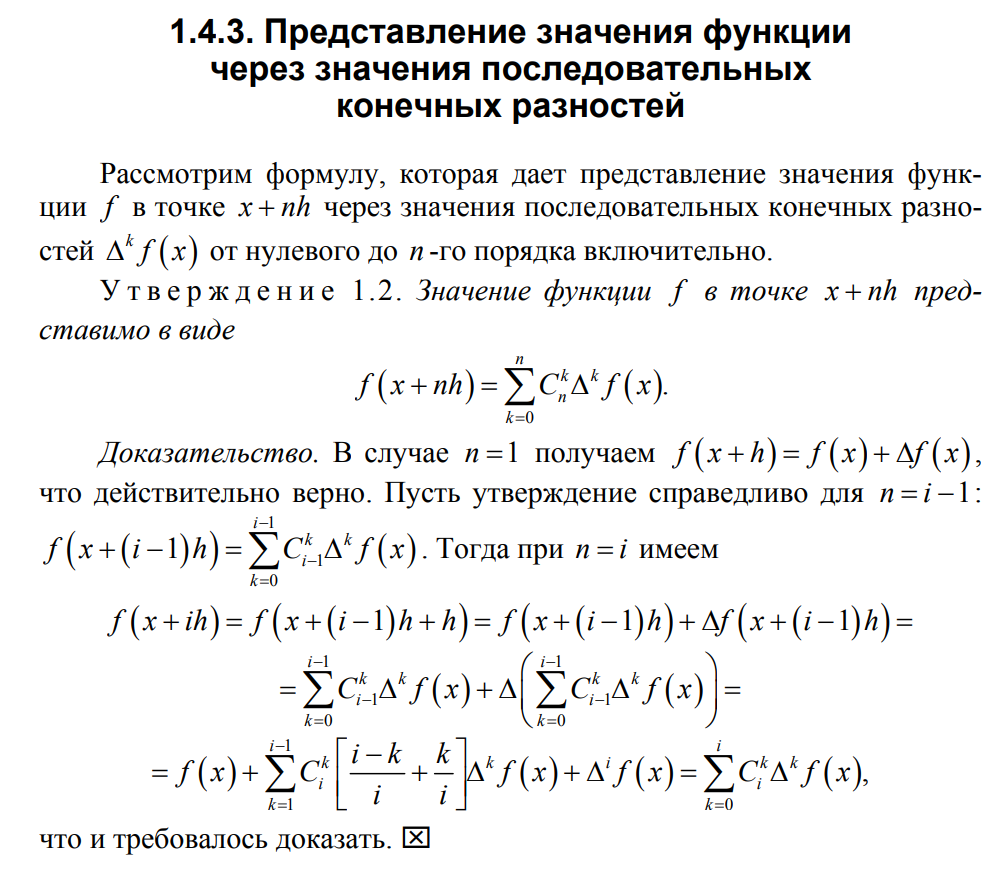 1.4.3. Представление значения функции
через значения последовательных
конечных разностей
Рассмотрим формулу, которая дает представление значения функ-
ции f в точке x + nh через значения последовательных конечных разно-
стей Δ^k f(x) от нулевого до n-го порядка включительно.
Утверждение 1.2. Значение функции f в точке x + nh пред-
ставимо в виде
f(x + nh) = ∑_{k=0}^{n} C_n^k Δ^k f(x).
Доказательство. В случае n = 1 получаем f(x + h) = f(x) + Δf(x),
что действительно верно. Пусть утверждение справедливо для n = i − 1:
f(x + (i − 1)h) = ∑_{k=0}^{i−1} C_{i−1}^k Δ^k f(x). Тогда при n = i имеем
f(x + ih) = f(x + (i − 1)h + h) = f(x + (i − 1)h) + Δf(x + (i − 1)h) =
= ∑_{k=0}^{i−1} C_{i−1}^k Δ^k f(x) + Δ(∑_{k=0}^{i−1} C_{i−1}^k Δ^k f(x)) =
= f(x) + ∑_{k=1}^{i−1} C_i^k [(i − k)/i + k/i] Δ^k f(x) + Δ^i f(x) = ∑_{k=0}^{i} C_i^k Δ^k f(x),
что и требовалось доказать. ⌧